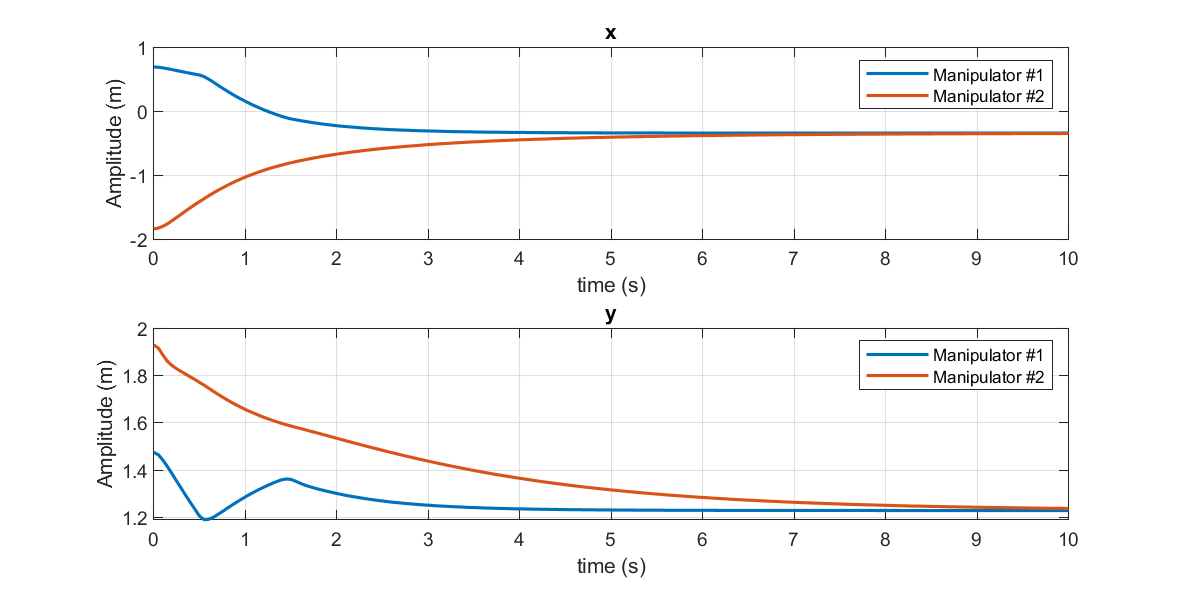 x
1
0
-1
-2
Amplitude (m)
Manipulator #1
Manipulator #2
0 1 2 3 4 5 6 7 8 9 10
time (s)
y
2
1.8
1.6
1.4
1.2
Amplitude (m)
Manipulator #1
Manipulator #2
0 1 2 3 4 5 6 7 8 9 10
time (s)